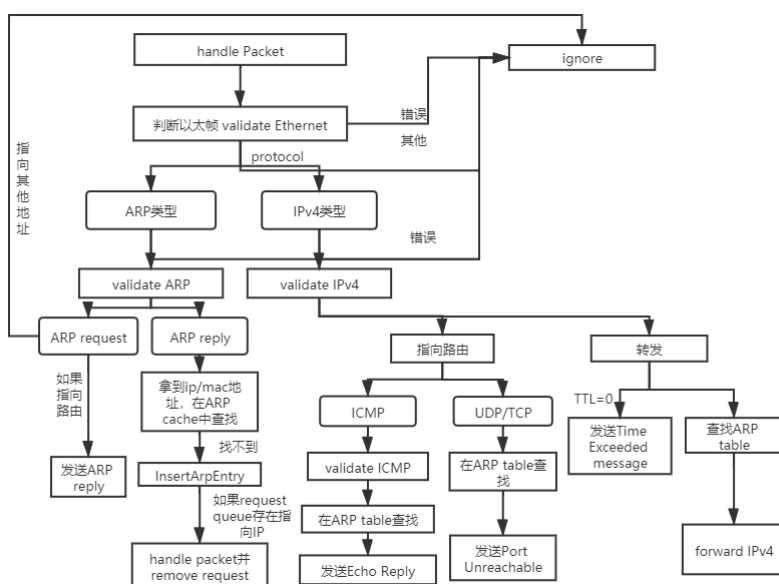 handle Packet
ignore
判断以太帧 validate Ethernet
错误
其他
指
向
其
他
地
址
protocol
ARP类型
IPv4类型
错误
validate ARP
validate IPv4
ARP request
ARP reply
指向路由
转发
如果
指向
路由
拿到ip/mac地
址，在ARP
cache中查找
ICMP
UDP/TCP
TTL=0
发送Time
Exceeded
message
查找ARP
table
找不到
validate ICMP
在ARP table查
找
发送ARP
reply
InsertArpEntry
如果request
queue存在指
向IP
在ARP table查找
handle packet并
remove request
发送Echo Reply
发送Port
Unreachable
forward IPv4